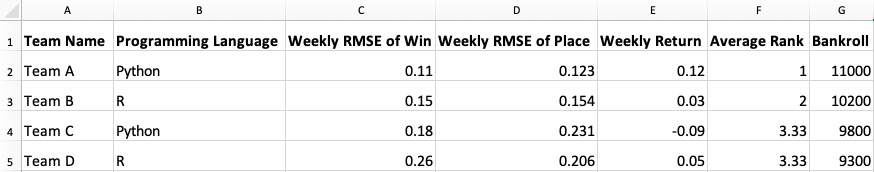 A B C D E F G
1 Team Name Programming Language Weekly RMSE of Win Weekly RMSE of Place Weekly Return Average Rank Bankroll
2 Team A Python 0.11 0.123 0.12 1 11000
3 Team B R 0.15 0.154 0.03 2 10200
4 Team C Python 0.18 0.231 -0.09 3.33 9800
5 Team D R 0.26 0.206 0.05 3.33 9300